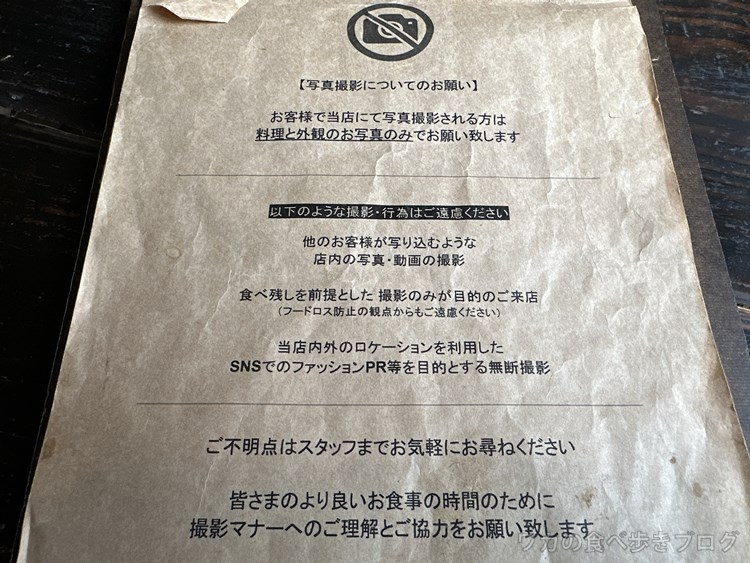 【写真撮影についてのお願い】
お客様で当店にて写真撮影される方は
料理と外観のお写真のみでお願い致します
以下のような撮影・行為はご遠慮ください
他のお客様が写り込むような
店内の写真・動画の撮影
食べ残しを前提とした 撮影のみが目的のご来店
(フードロス防止の観点からもご遠慮ください)
当店内外のロケーションを利用した
SNSでのファッションPR等を目的とする無断撮影
ご不明点はスタッフまでお気軽にお尋ねください
皆さまのより良いお食事の時間のために
撮影マナーへのご理解とご協力をお願い致します
ワカの食べ歩きブログ